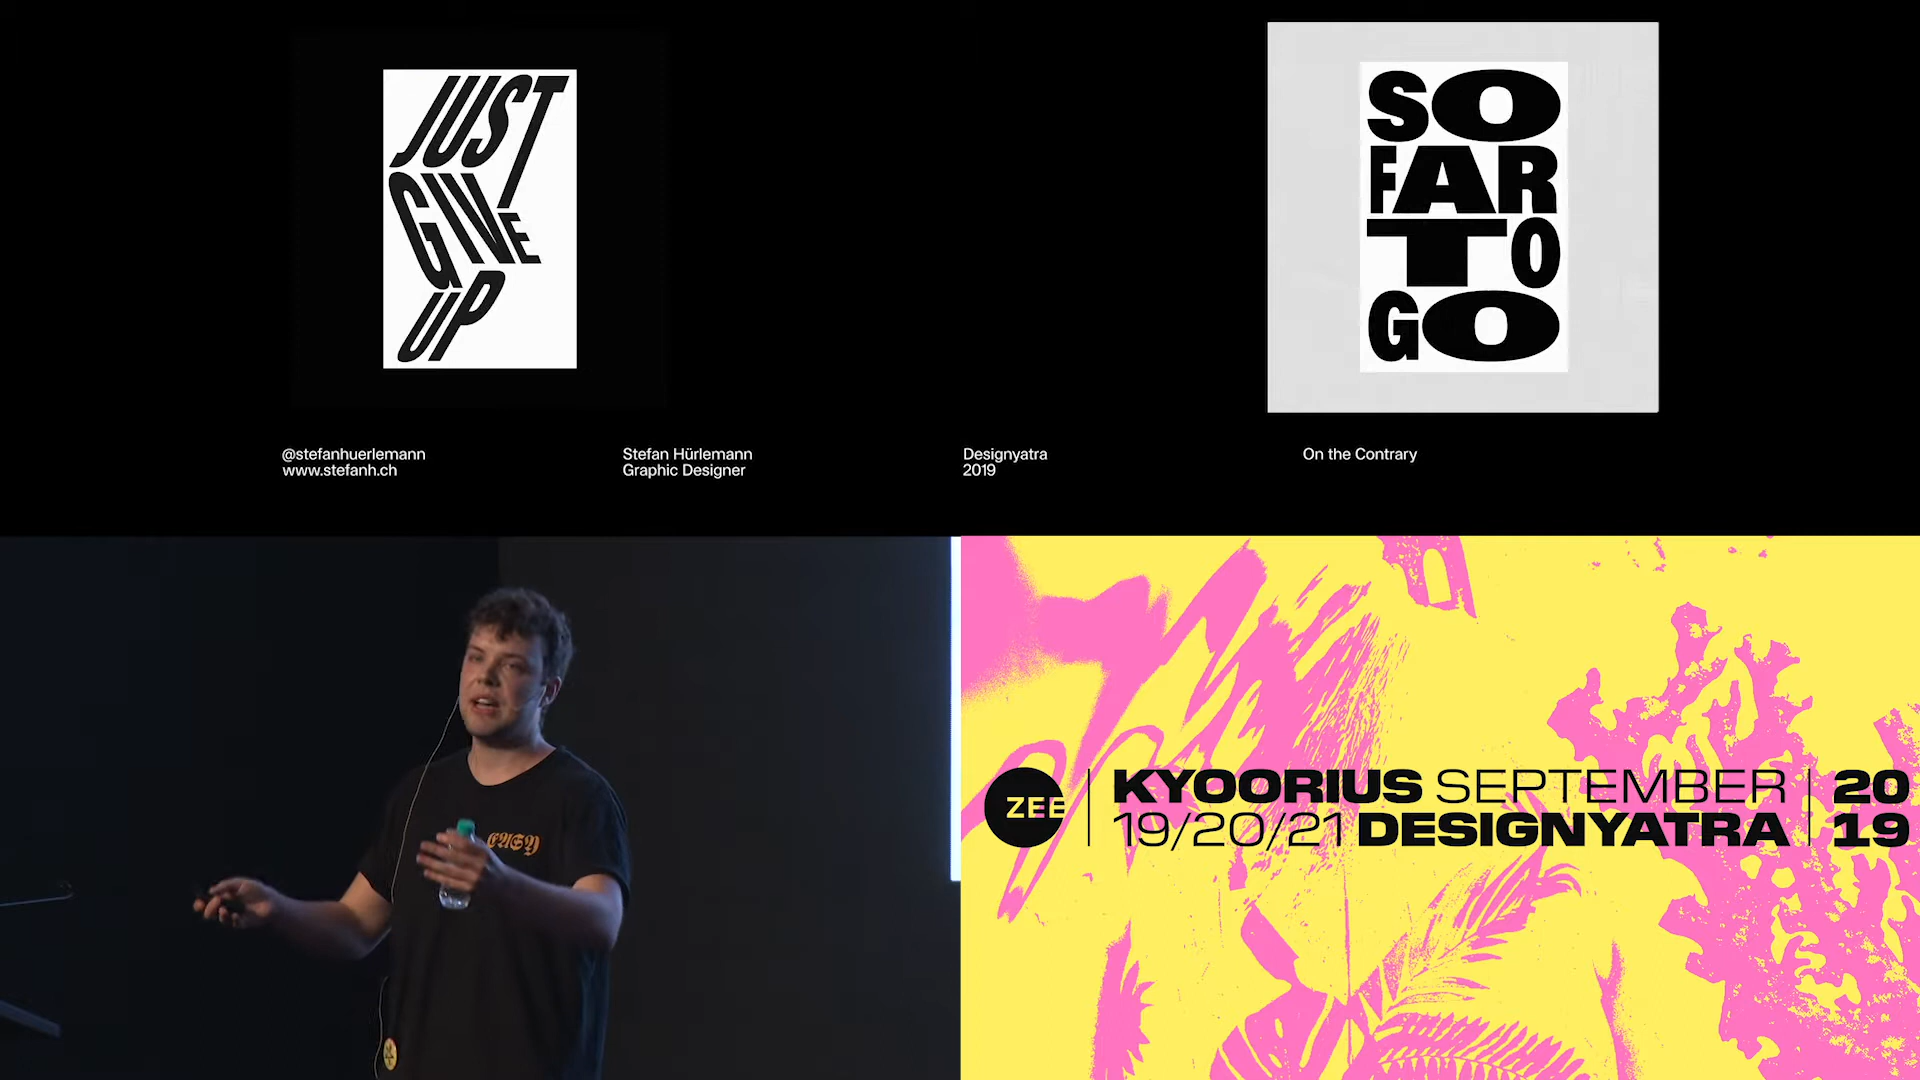 JUST
GIVE
UP
SO
FAR
TO
GO
@stefanhuerlemann
www.stefanh.ch
Stefan Hürlemann
Graphic Designer
Designyatra
2019
On the Contrary
EASY
ZEE
KYOORIUS SEPTEMBER
19/20/21 DESIGNYATRA
20
19